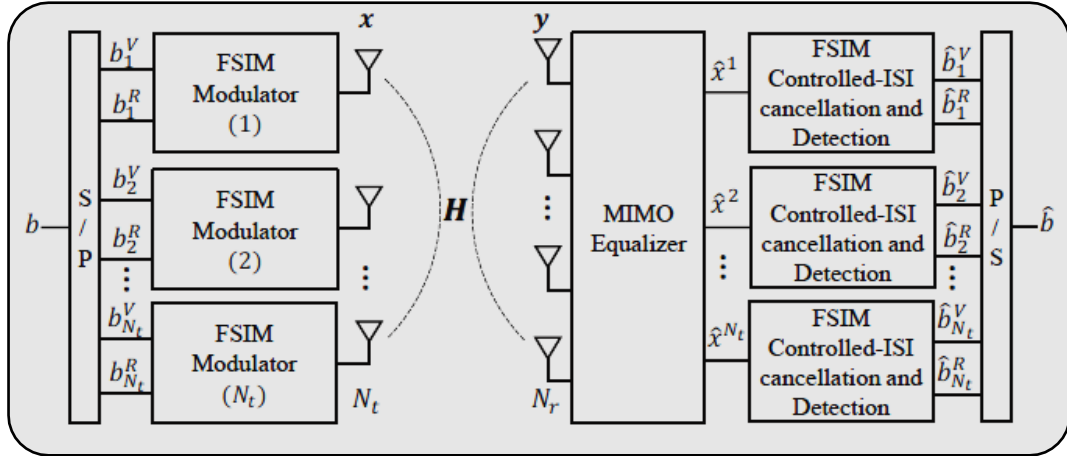 b
S
/
P
b_1^V
b_1^R
b_2^V
b_2^R
⋮
b_{N_t}^V
b_{N_t}^R
FSIM
Modulator
(1)
FSIM
Modulator
(2)
FSIM
Modulator
(N_t)
x
⋮
N_t
H
y
⋮
N_r
MIMO
Equalizer
x̂^1
x̂^2
⋮
x̂^{N_t}
FSIM
Controlled-ISI
cancellation and
Detection
FSIM
Controlled-ISI
cancellation and
Detection
FSIM
Controlled-ISI
cancellation and
Detection
b̂_1^V
b̂_1^R
b̂_2^V
b̂_2^R
⋮
b̂_{N_t}^V
b̂_{N_t}^R
P
/
S
b̂